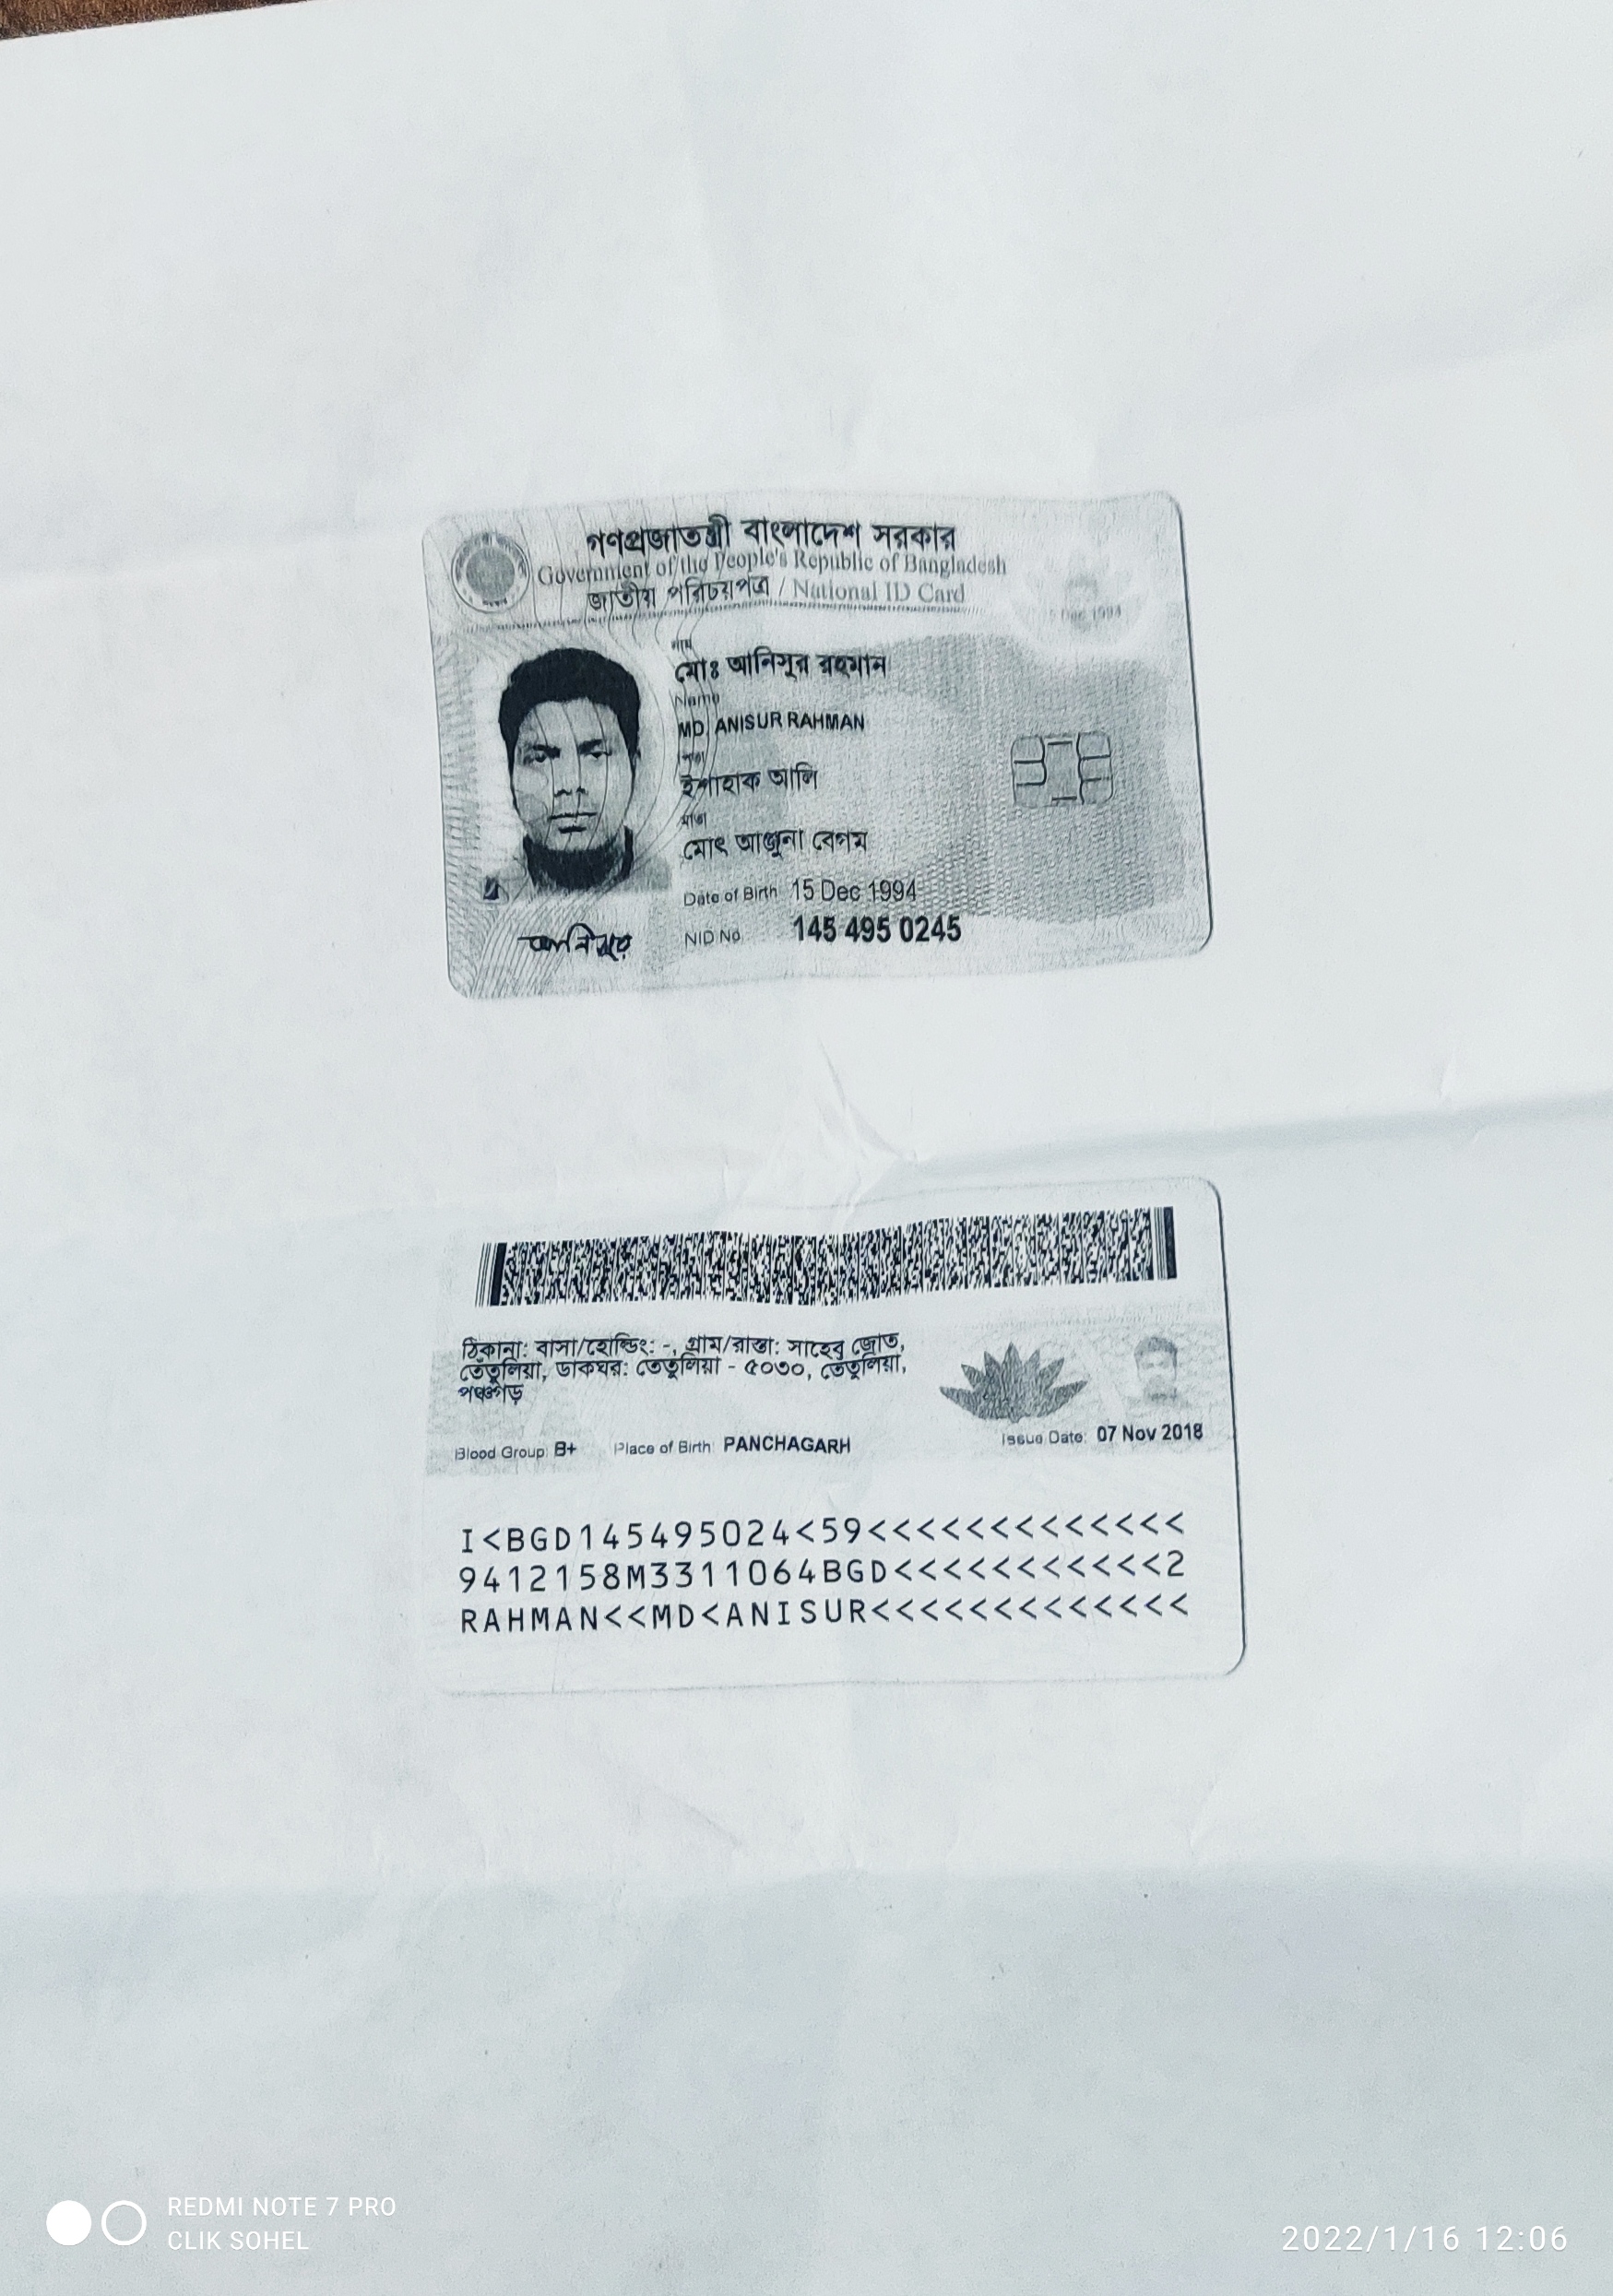 গণপ্রজাতন্ত্রী বাংলাদেশ সরকার
Government of the People's Republic of Bangladesh
জাতীয় পরিচয়পত্র / National ID Card
Dec 1994
নাম
মোঃ আনিসুর রহমান
Name
MD. ANISUR RAHMAN
পিতা
ইশাহাক আলি
মাতা
মোৎ আঞ্জুনা বেগম
Date of Birth 15 Dec 1994
NID No. 145 495 0245
আনিসুর
ঠিকানা: বাসা/হোল্ডিং: -, গ্রাম/রাস্তা: সাহেব জোত,
তেঁতুলিয়া, ডাকঘর: তেতুলিয়া - ৫০৩০, তেঁতুলিয়া,
পঞ্চগড়
Blood Group: B+ Place of Birth: PANCHAGARH Issue Date: 07 Nov 2018
I<BGD145495024<59<<<<<<<<<<<<<
9412158M3311064BGD<<<<<<<<<<<2
RAHMAN<<MD<ANISUR<<<<<<<<<<<<<
REDMI NOTE 7 PRO
CLIK SOHEL
2022/1/16 12:06